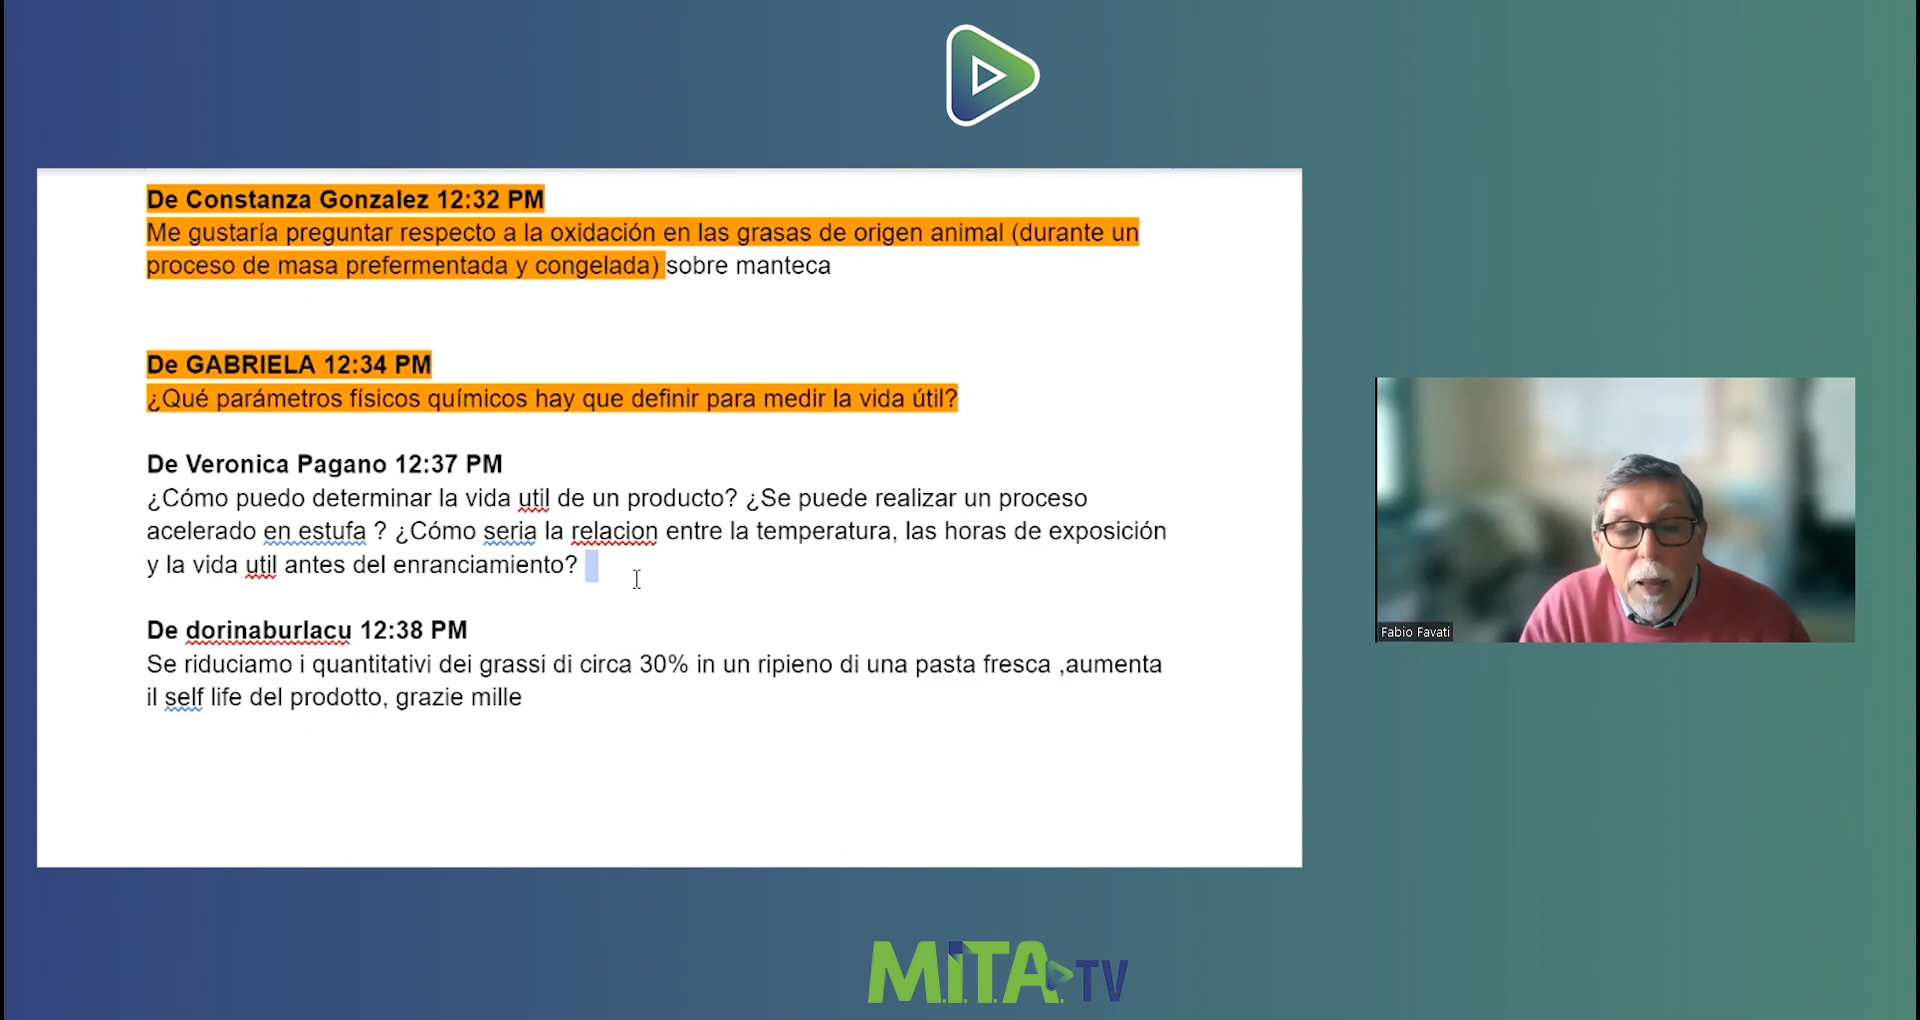 De Constanza Gonzalez 12:32 PM
Me gustaría preguntar respecto a la oxidación en las grasas de origen animal (durante un
proceso de masa prefermentada y congelada) sobre manteca
De GABRIELA 12:34 PM
¿Qué parámetros físicos químicos hay que definir para medir la vida útil?
De Veronica Pagano 12:37 PM
¿Cómo puedo determinar la vida util de un producto? ¿Se puede realizar un proceso
acelerado en estufa ? ¿Cómo seria la relacion entre la temperatura, las horas de exposición
y la vida util antes del enranciamiento?
De dorinaburlacu 12:38 PM
Se riduciamo i quantitativi dei grassi di circa 30% in un ripieno di una pasta fresca ,aumenta
il self life del prodotto, grazie mille
Fabio Favati
M.I.T.A. TV